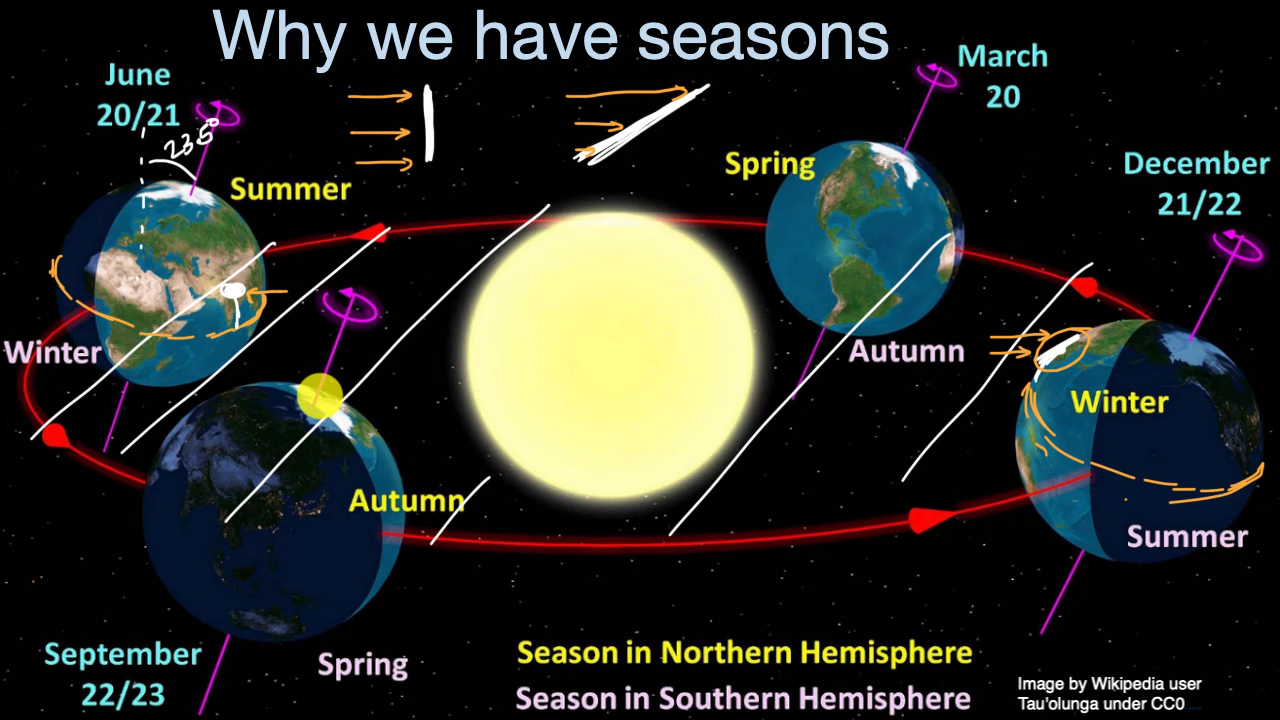 Why we have seasons
June
20/21
23.5°
Summer
Winter
March
20
Spring
Autumn
December
21/22
Winter
Summer
Autumn
September
22/23
Spring
Season in Northern Hemisphere
Season in Southern Hemisphere
Image by Wikipedia user
Tau'olunga under CC0